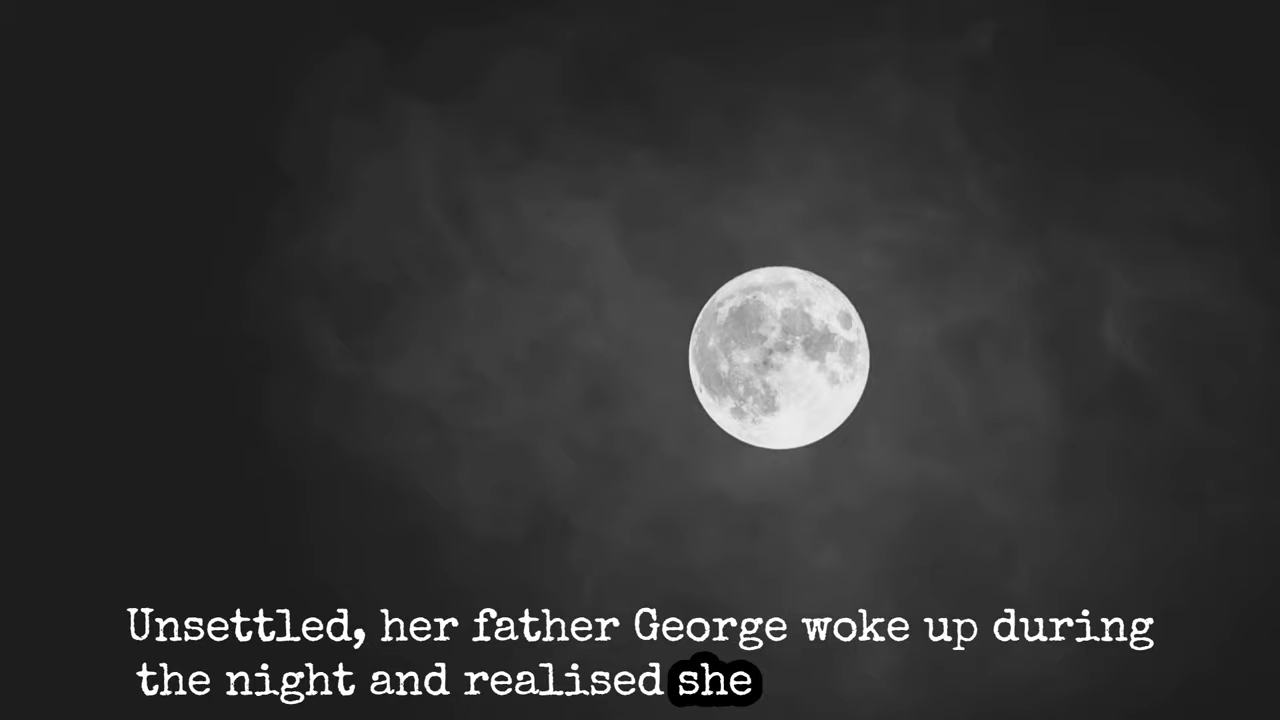 Unsettled, her father George woke up during
the night and realised she